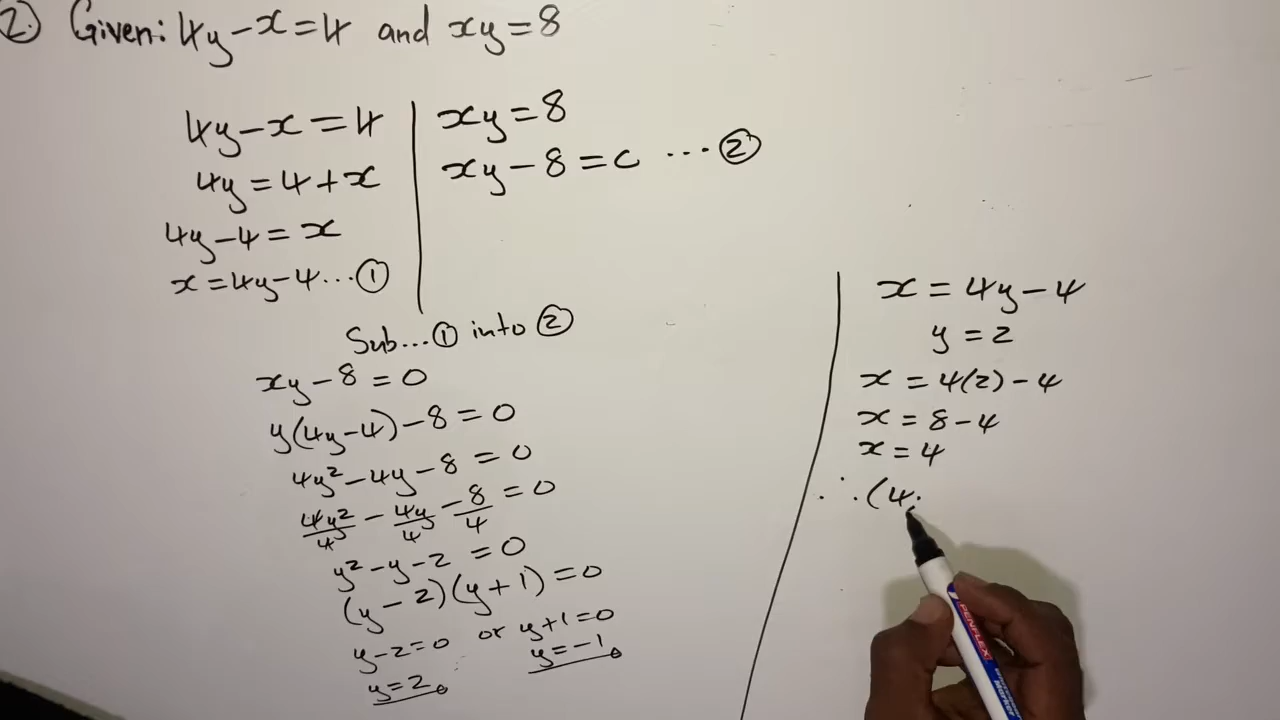 2. Given: 4y-x=4 and xy=8
4y-x=4
4y=4+x
4y-4=x
x=4y-4...①
xy=8
xy-8=c ...②
Sub...① into ②
xy-8=0
y(4y-4)-8=0
4y²-4y-8=0
4y²/4 - 4y/4 - 8/4 = 0
y²-y-2=0
(y-2)(y+1)=0
y-2=0 or y+1=0
y=2 y=-1
x=4y-4
y=2
x=4(2)-4
x=8-4
x=4
∴(4;
PENFLEX